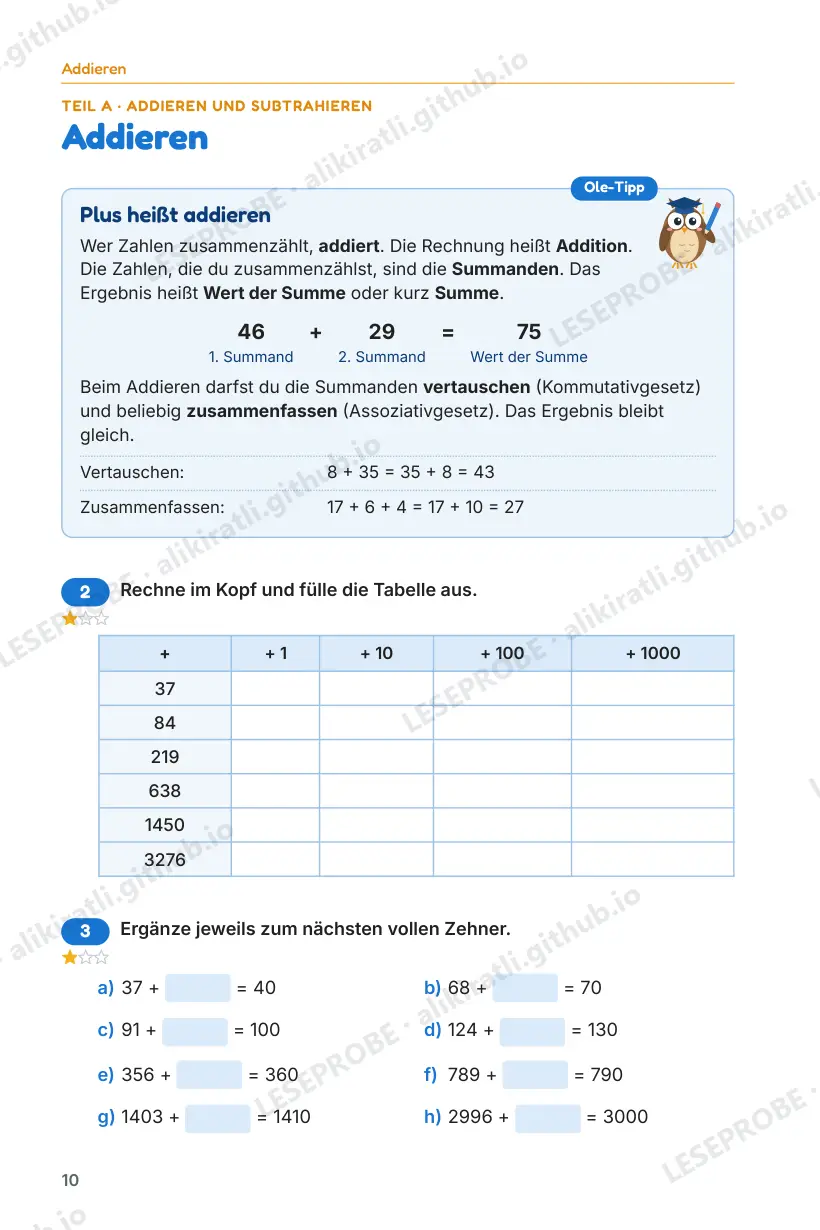 Addieren
TEIL A · ADDIEREN UND SUBTRAHIEREN
Addieren
Ole-Tipp
Plus heißt addieren
Wer Zahlen zusammenzählt, addiert. Die Rechnung heißt Addition.
Die Zahlen, die du zusammenzählst, sind die Summanden. Das
Ergebnis heißt Wert der Summe oder kurz Summe.
46 + 29 = 75
1. Summand 2. Summand Wert der Summe
Beim Addieren darfst du die Summanden vertauschen (Kommutativgesetz)
und beliebig zusammenfassen (Assoziativgesetz). Das Ergebnis bleibt
gleich.
Vertauschen: 8 + 35 = 35 + 8 = 43
Zusammenfassen: 17 + 6 + 4 = 17 + 10 = 27
2 Rechne im Kopf und fülle die Tabelle aus.
+ + 1 + 10 + 100 + 1000
37
84
219
638
1450
3276
3 Ergänze jeweils zum nächsten vollen Zehner.
a) 37 + = 40 b) 68 + = 70
c) 91 + = 100 d) 124 + = 130
e) 356 + = 360 f) 789 + = 790
g) 1403 + = 1410 h) 2996 + = 3000
10
LESEPROBE · alikiratli.github.io